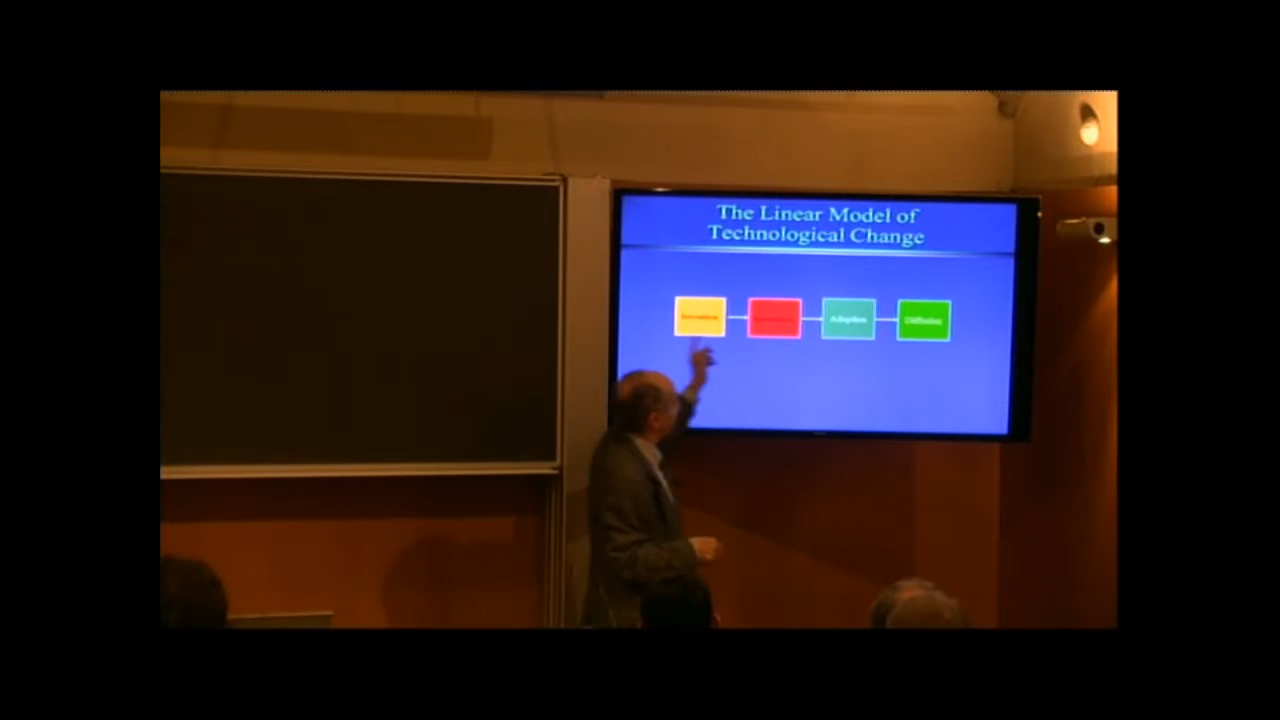 The Linear Model of
Technological Change
Adoption
Diffusion